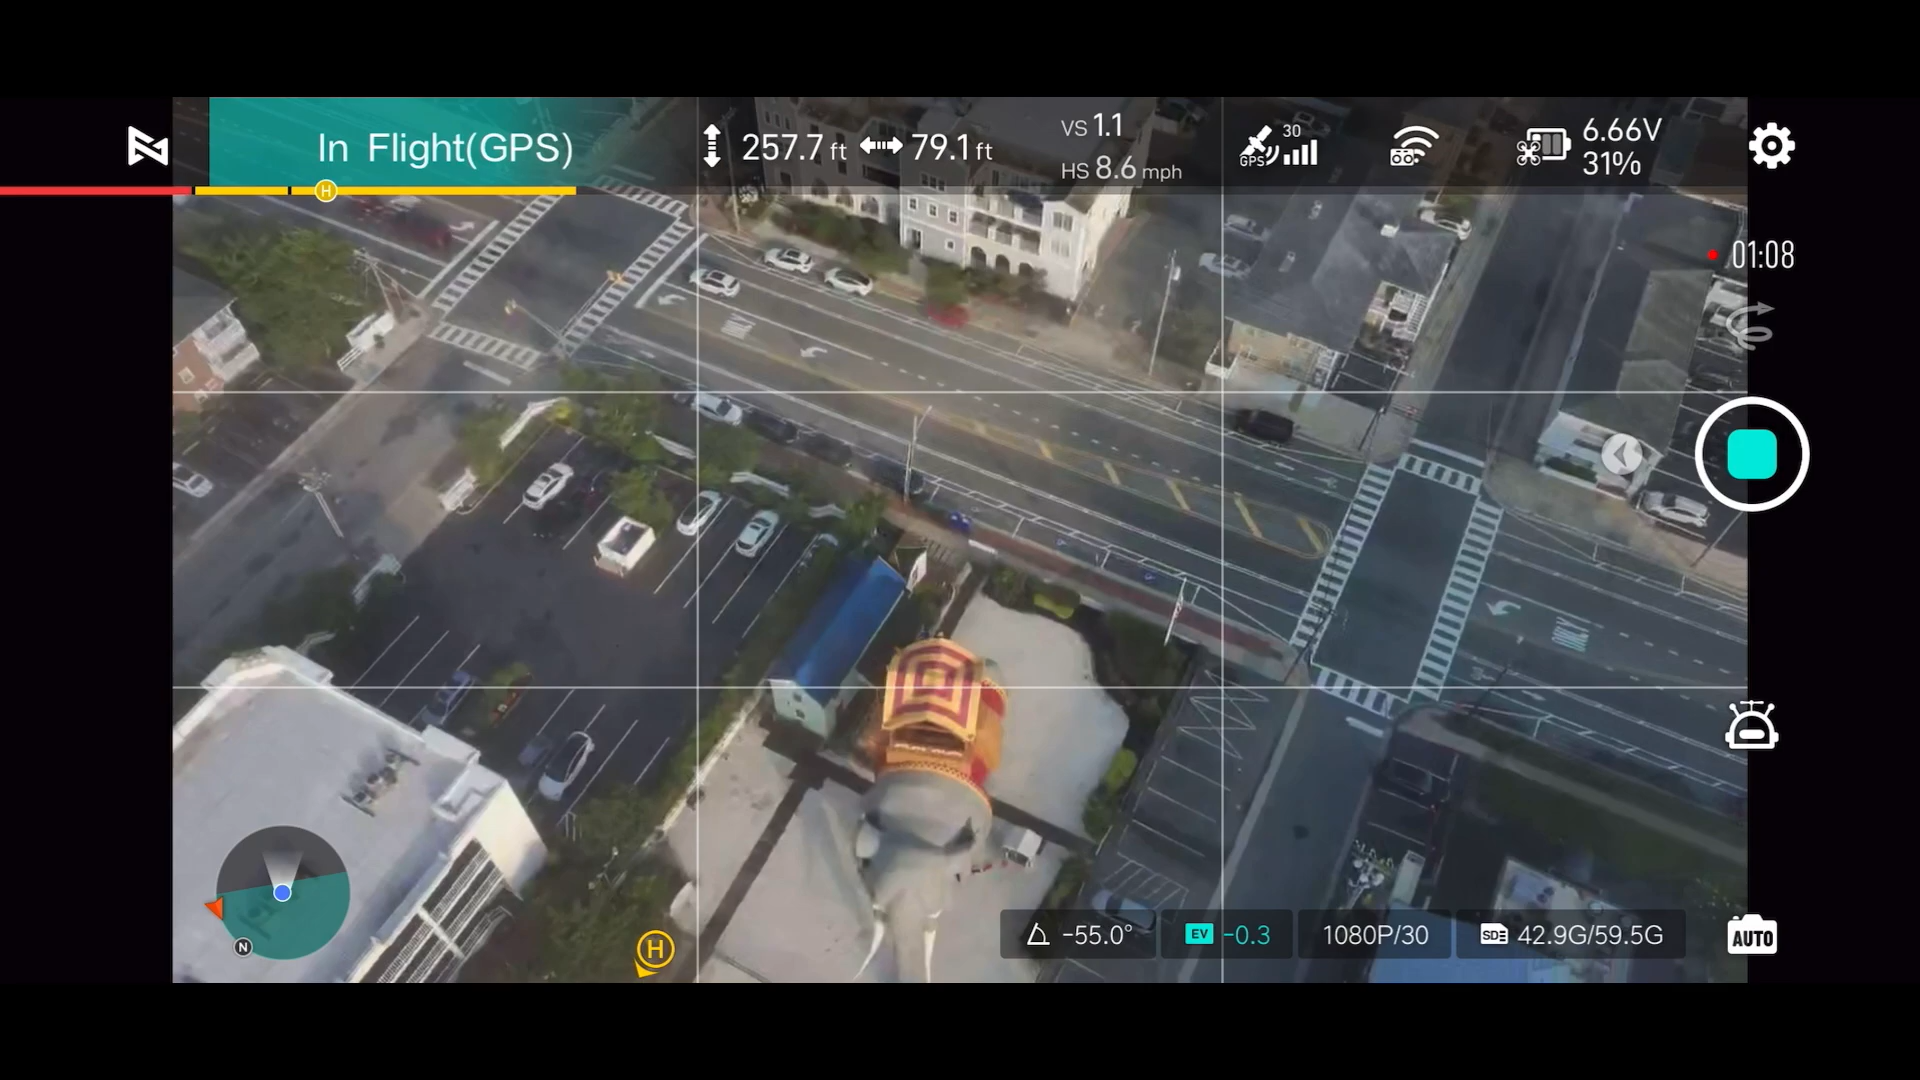 In Flight(GPS)
257.7 ft
79.1 ft
VS 1.1
HS 8.6 mph
GPS
30
6.66V
31%
H
01:08
N
H
-55.0°
EV -0.3
1080P/30
SD 42.9G/59.5G
AUTO